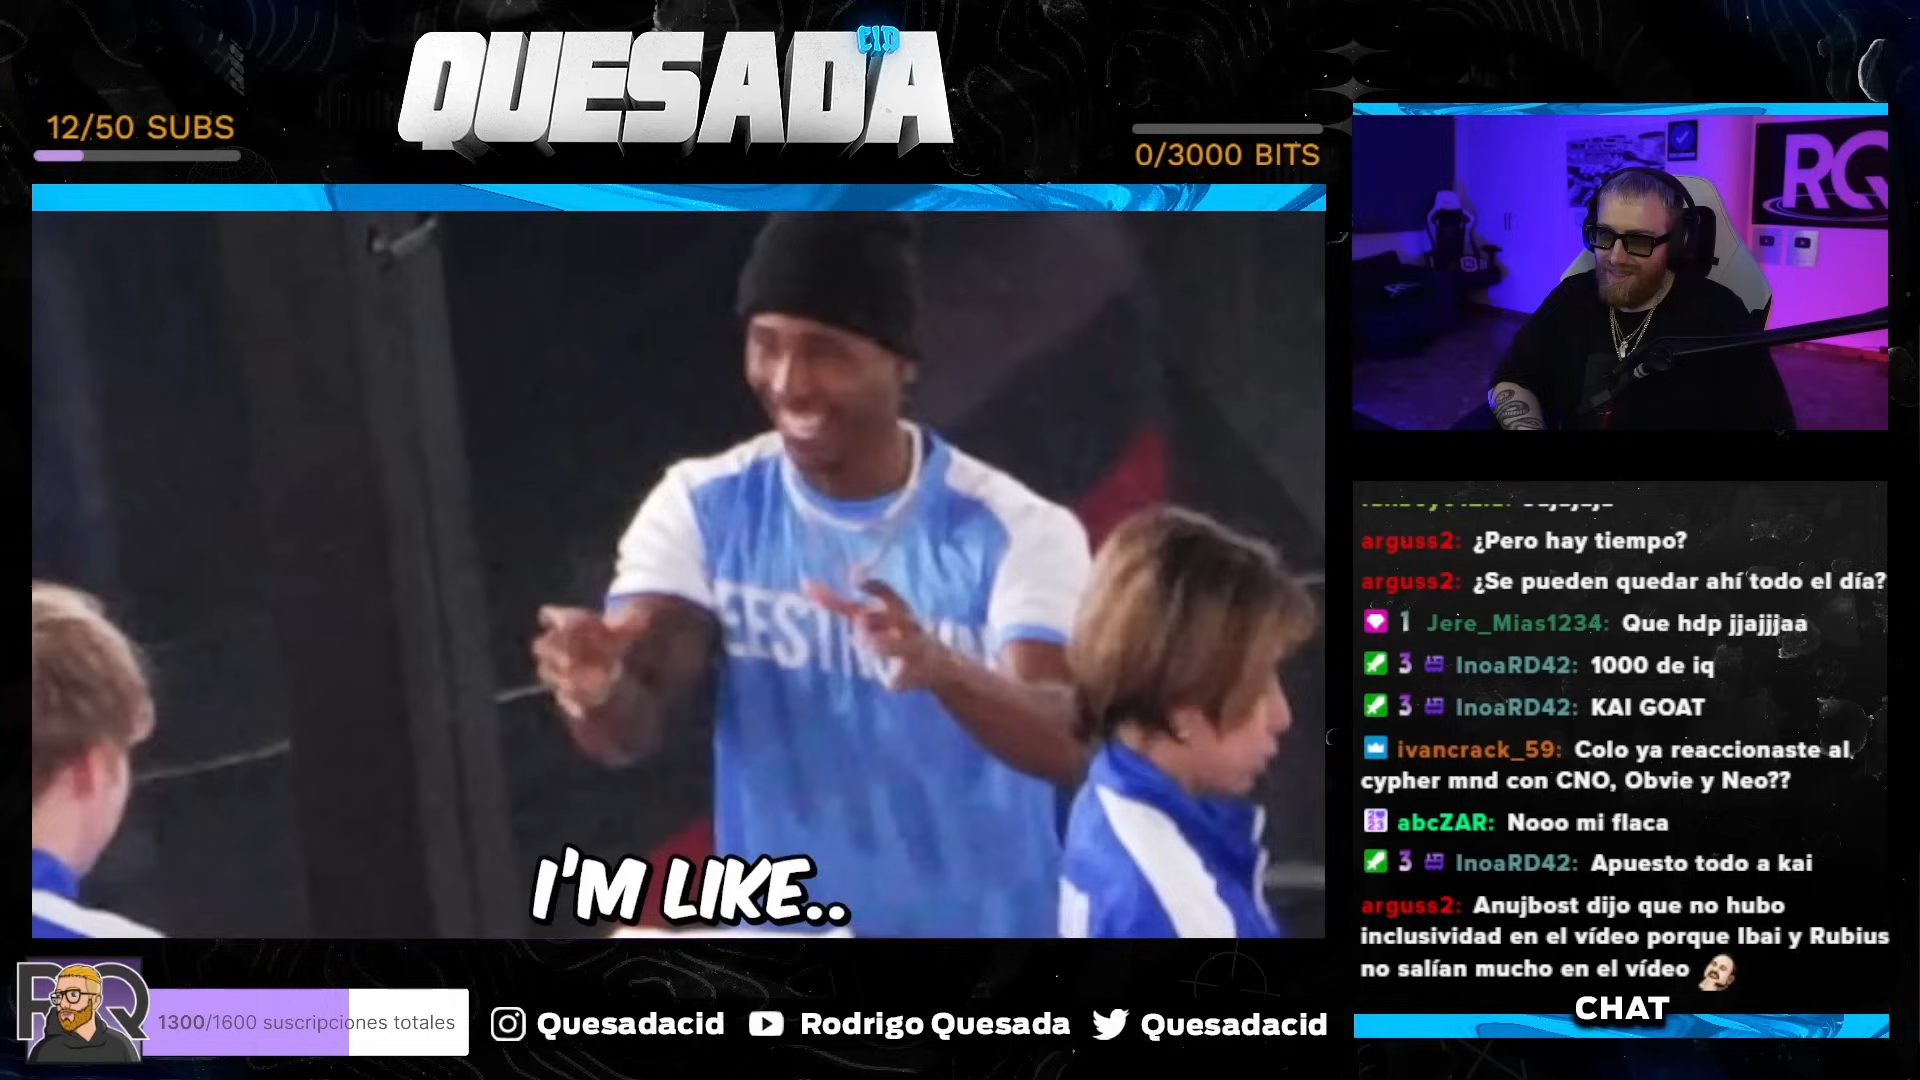 QUESADA
CID
12/50 SUBS
0/3000 BITS
RQ
I'M LIKE..
arguss2: ¿Pero hay tiempo?
arguss2: ¿Se pueden quedar ahí todo el día?
1 Jere_Mias1234: Que hdp jjajjjaa
3 InoaRD42: 1000 de iq
3 InoaRD42: KAI GOAT
ivancrack_59: Colo ya reaccionaste al
cypher mnd con CNO, Obvie y Neo??
abcZAR: Nooo mi flaca
3 InoaRD42: Apuesto todo a kai
arguss2: Anujbost dijo que no hubo
inclusividad en el vídeo porque Ibai y Rubius
no salían mucho en el vídeo
CHAT
RQ
1300/1600 suscripciones totales
Quesadacid
Rodrigo Quesada
Quesadacid